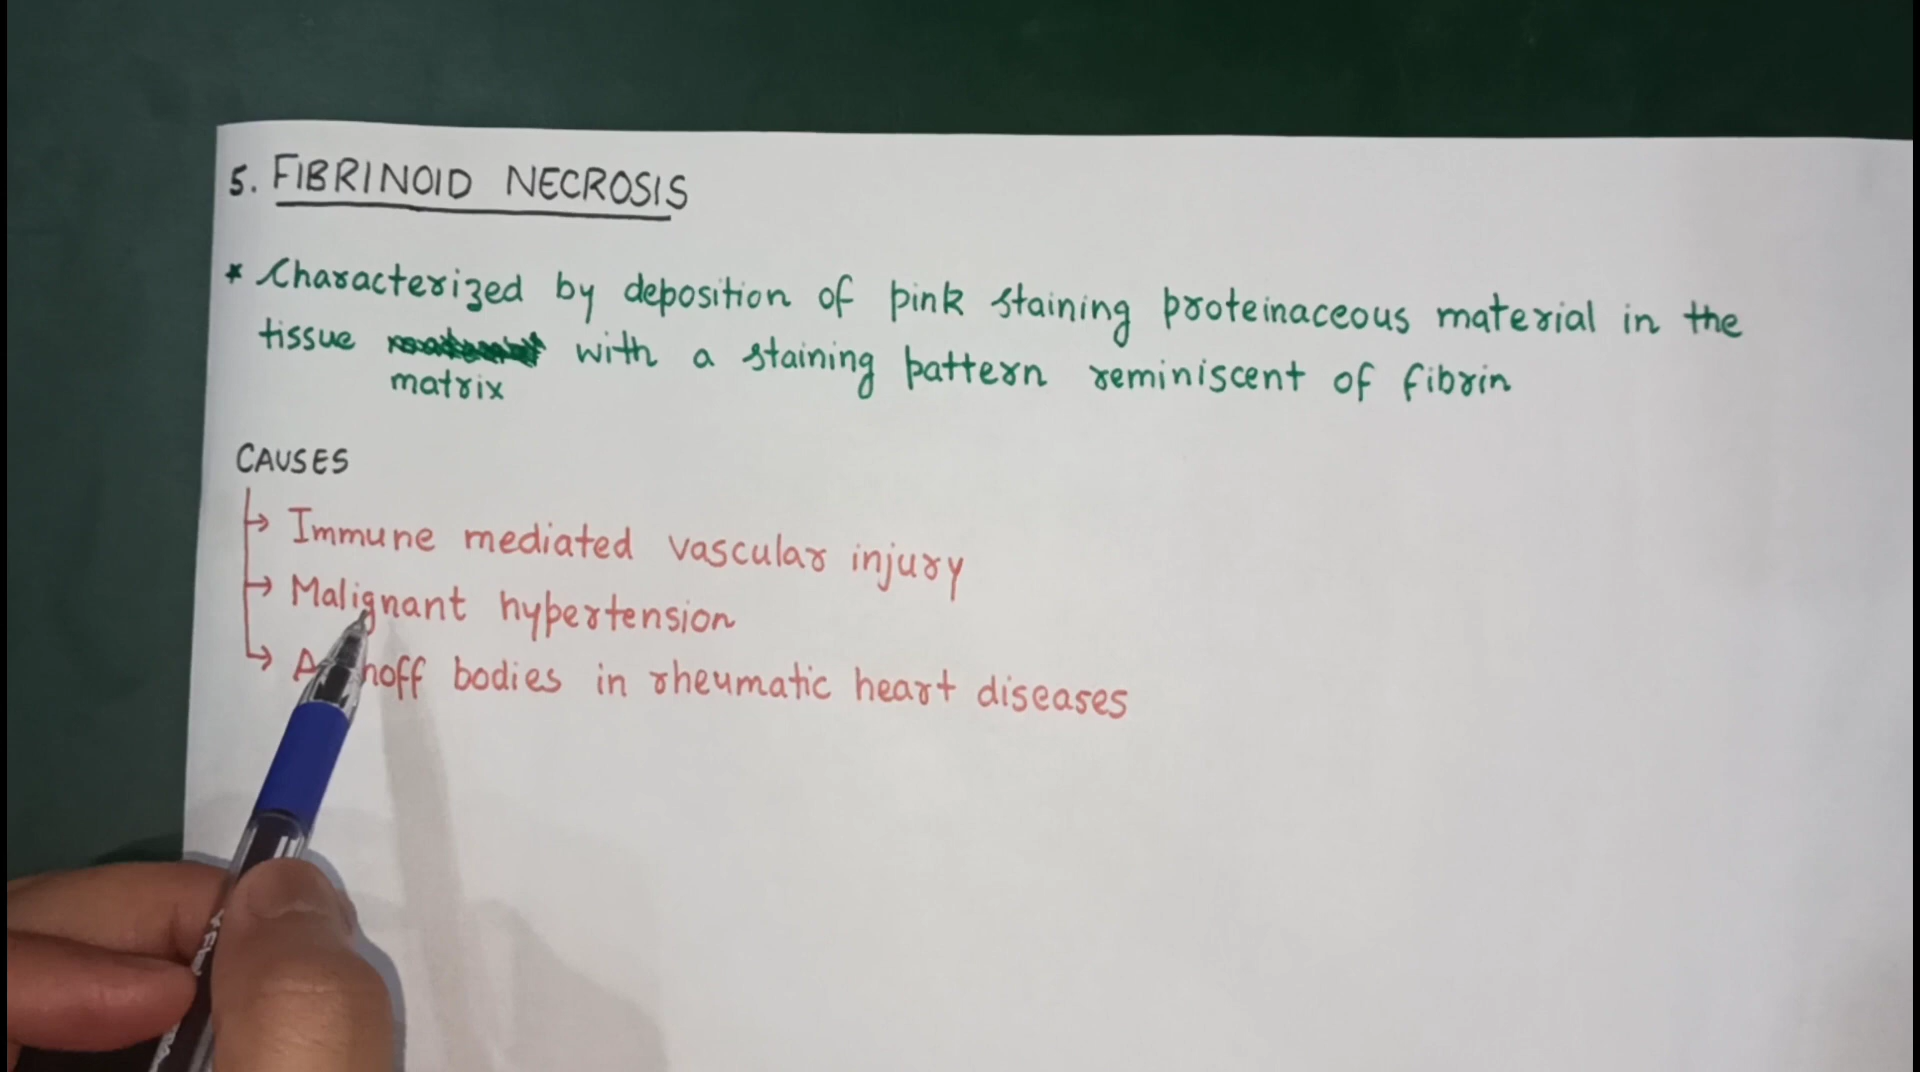 5. FIBRINOID NECROSIS
* Characterized by deposition of pink staining proteinaceous material in the
tissue with a staining pattern reminiscent of fibrin
matrix
CAUSES
→ Immune mediated vascular injury
→ Malignant hypertension
→ bodies in rheumatic heart diseases